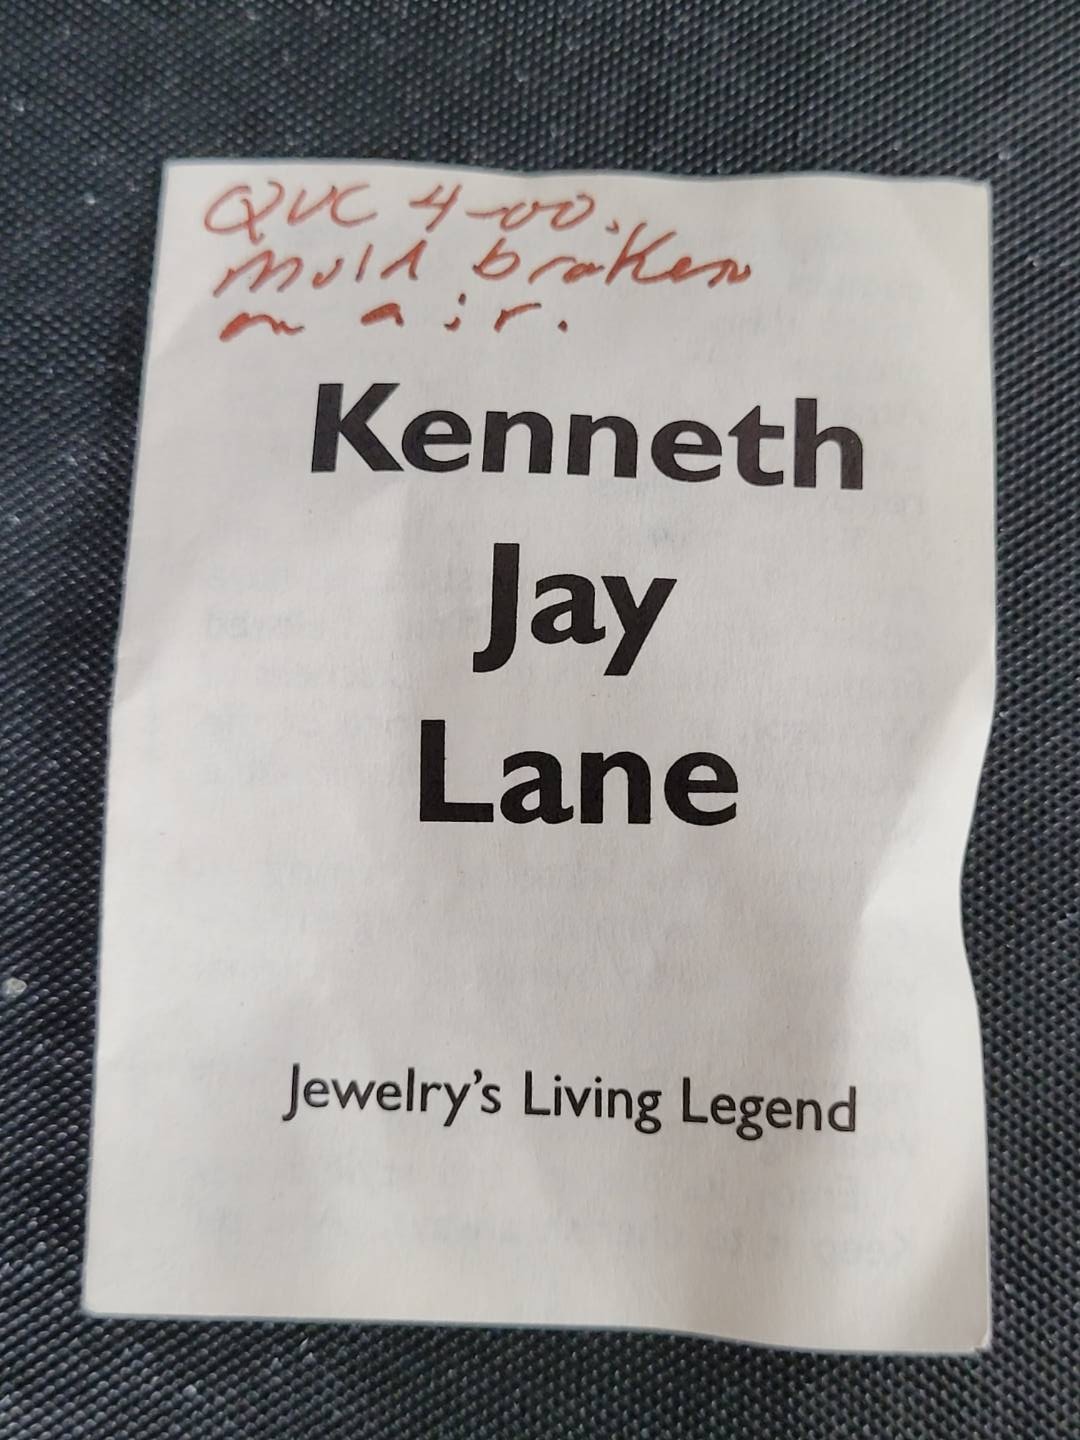 QVC 4-00.
Mold broken
on air.
Kenneth
Jay
Lane
Jewelry's Living Legend